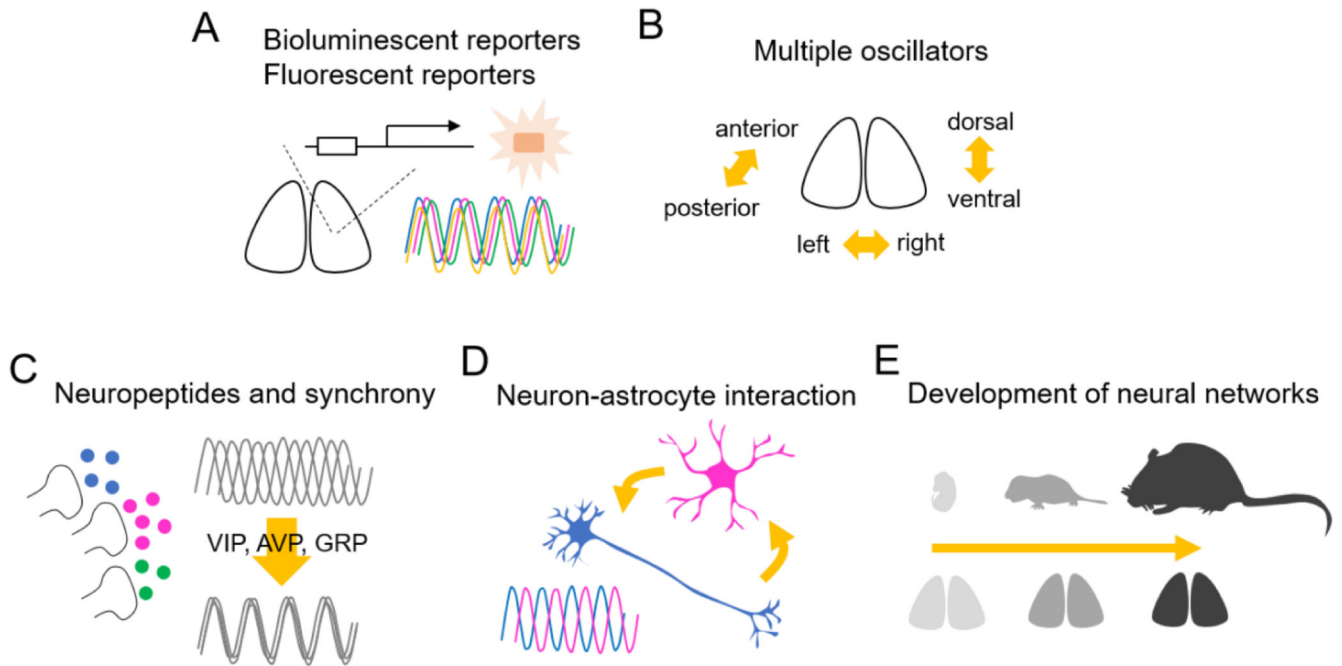 A
Bioluminescent reporters
Fluorescent reporters
B
Multiple oscillators
anterior
posterior
dorsal
ventral
left
right
C
Neuropeptides and synchrony
VIP, AVP, GRP
D
Neuron-astrocyte interaction
E
Development of neural networks